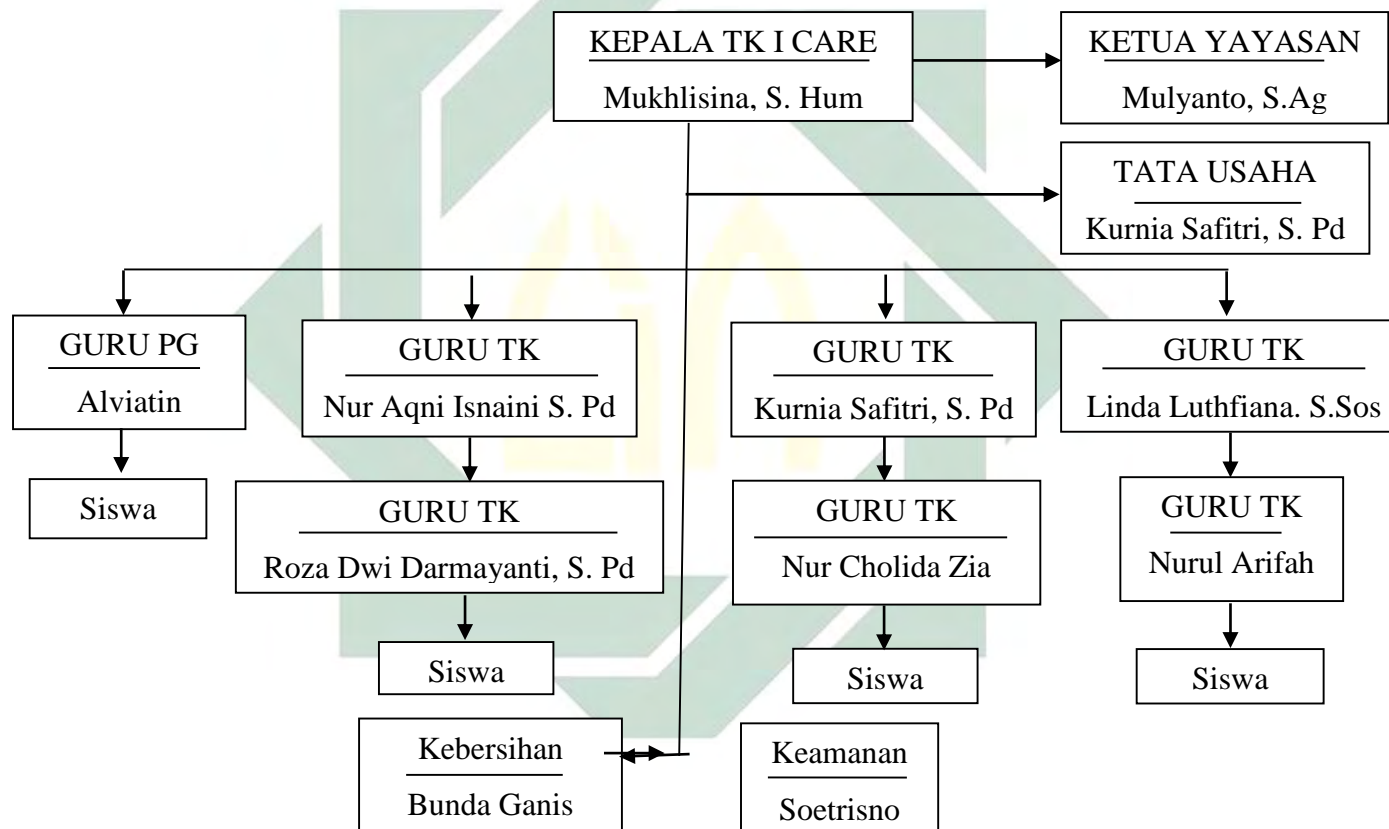 KEPALA TK I CARE
Mukhlisina, S. Hum
KETUA YAYASAN
Mulyanto, S.Ag
TATA USAHA
Kurnia Safitri, S. Pd
GURU PG
Alviatin
GURU TK
Nur Aqni Isnaini S. Pd
GURU TK
Kurnia Safitri, S. Pd
GURU TK
Linda Luthfiana. S.Sos
Siswa
GURU TK
Roza Dwi Darmayanti, S. Pd
GURU TK
Nur Cholida Zia
GURU TK
Nurul Arifah
Siswa
Siswa
Siswa
Kebersihan
Bunda Ganis
Keamanan
Soetrisno